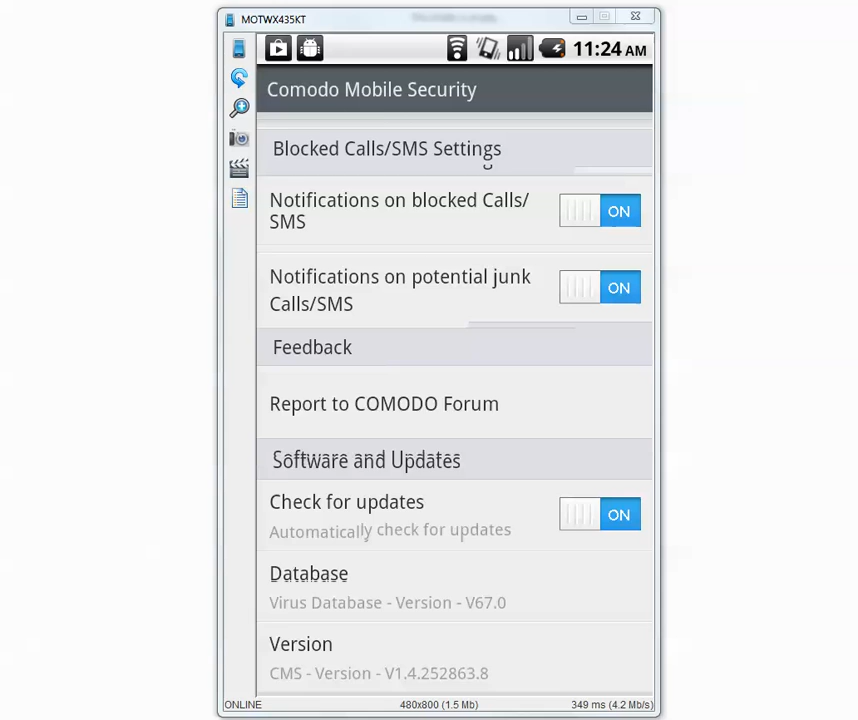 MOTWX435KT
11:24 AM
Comodo Mobile Security
Blocked Calls/SMS Settings
Notifications on blocked Calls/
SMS
ON
Notifications on potential junk
Calls/SMS
ON
Feedback
Report to COMODO Forum
Software and Updates
Check for updates
Automatically check for updates
ON
Database
Virus Database - Version - V67.0
Version
CMS - Version - V1.4.252863.8
ONLINE
480x800 (1.5 Mb)
349 ms (4.2 Mb/s)